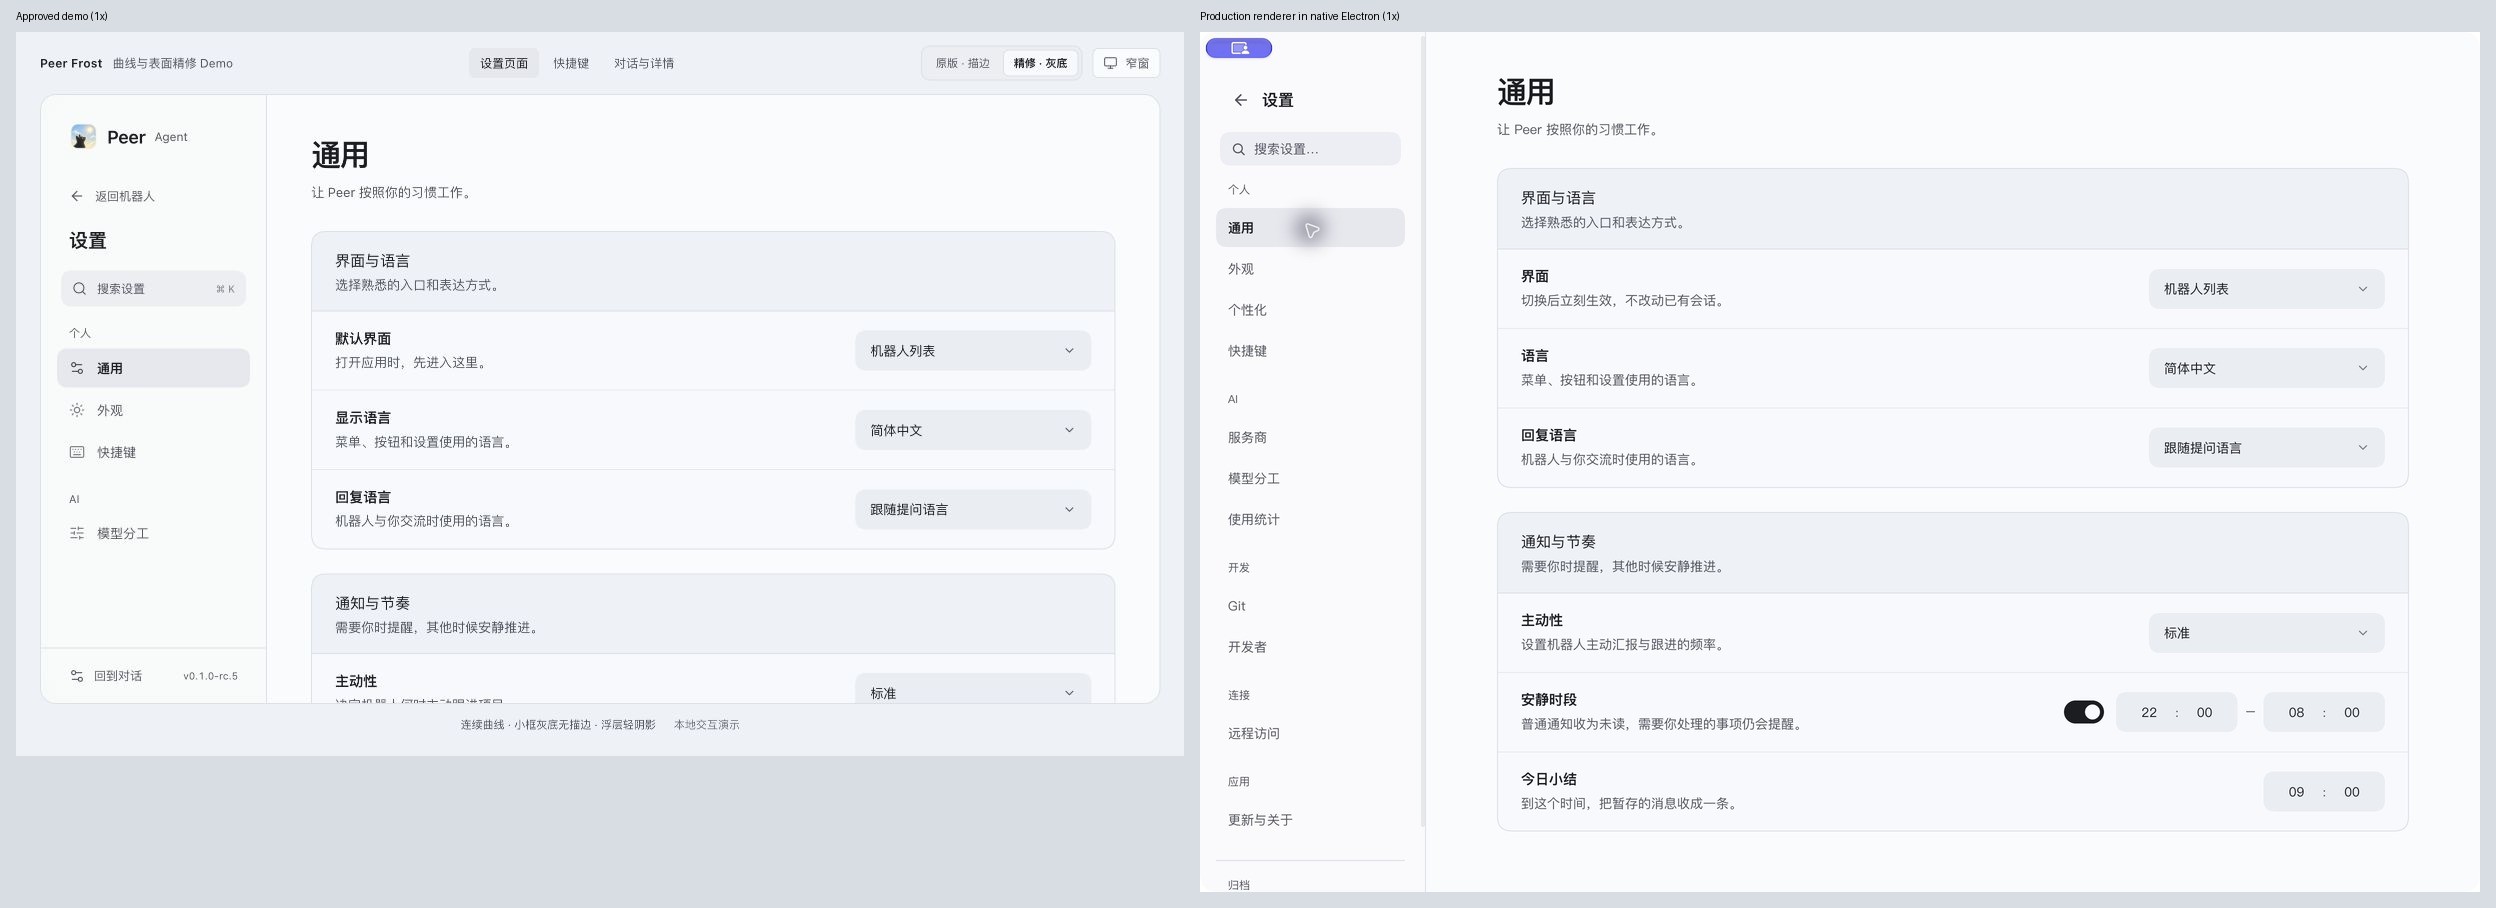 Approved demo (1x)
Peer Frost 曲线与表面精修 Demo
设置页面 快捷键 对话与详情
原版 · 描边 精修 · 灰底 窄窗
Peer Agent
返回机器人
设置
搜索设置 ⌘ K
个人
通用
外观
快捷键
AI
模型分工
回到对话 v0.1.0-rc.5
通用
让 Peer 按照你的习惯工作。
界面与语言
选择熟悉的入口和表达方式。
默认界面
打开应用时，先进入这里。
机器人列表
显示语言
菜单、按钮和设置使用的语言。
简体中文
回复语言
机器人与你交流时使用的语言。
跟随提问语言
通知与节奏
需要你时提醒，其他时候安静推进。
主动性
标准
连续曲线 · 小框灰底无描边 · 浮层轻阴影 本地交互演示
Production renderer in native Electron (1x)
设置
搜索设置...
个人
通用
外观
个性化
快捷键
AI
服务商
模型分工
使用统计
开发
Git
开发者
连接
远程访问
应用
更新与关于
归档
通用
让 Peer 按照你的习惯工作。
界面与语言
选择熟悉的入口和表达方式。
界面
切换后立刻生效，不改动已有会话。
机器人列表
语言
菜单、按钮和设置使用的语言。
简体中文
回复语言
机器人与你交流时使用的语言。
跟随提问语言
通知与节奏
需要你时提醒，其他时候安静推进。
主动性
设置机器人主动汇报与跟进的频率。
标准
安静时段
普通通知收为未读，需要你处理的事项仍会提醒。
22 : 00 — 08 : 00
今日小结
到这个时间，把暂存的消息收成一条。
09 : 00